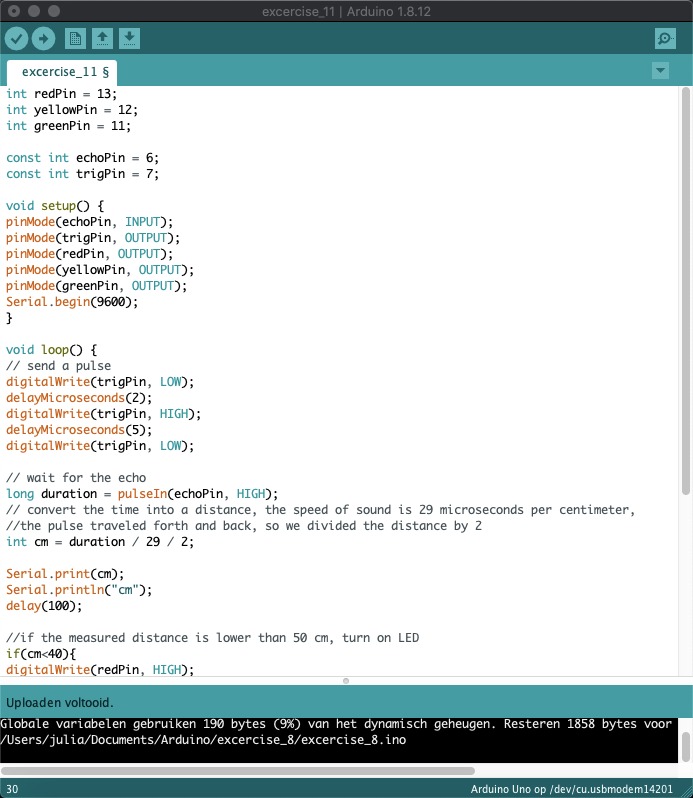 excercise_11 | Arduino 1.8.12
excercise_11 §
int redPin = 13;
int yellowPin = 12;
int greenPin = 11;
const int echoPin = 6;
const int trigPin = 7;
void setup() {
pinMode(echoPin, INPUT);
pinMode(trigPin, OUTPUT);
pinMode(redPin, OUTPUT);
pinMode(yellowPin, OUTPUT);
pinMode(greenPin, OUTPUT);
Serial.begin(9600);
}
void loop() {
// send a pulse
digitalWrite(trigPin, LOW);
delayMicroseconds(2);
digitalWrite(trigPin, HIGH);
delayMicroseconds(5);
digitalWrite(trigPin, LOW);
// wait for the echo
long duration = pulseIn(echoPin, HIGH);
// convert the time into a distance, the speed of sound is 29 microseconds per centimeter,
//the pulse traveled forth and back, so we divided the distance by 2
int cm = duration / 29 / 2;
Serial.print(cm);
Serial.println("cm");
delay(100);
//if the measured distance is lower than 50 cm, turn on LED
if(cm<40){
digitalWrite(redPin, HIGH);
Uploaden voltooid.
Globale variabelen gebruiken 190 bytes (9%) van het dynamisch geheugen. Resteren 1858 bytes voor
/Users/julia/Documents/Arduino/excercise_8/excercise_8.ino
30
Arduino Uno op /dev/cu.usbmodem14201